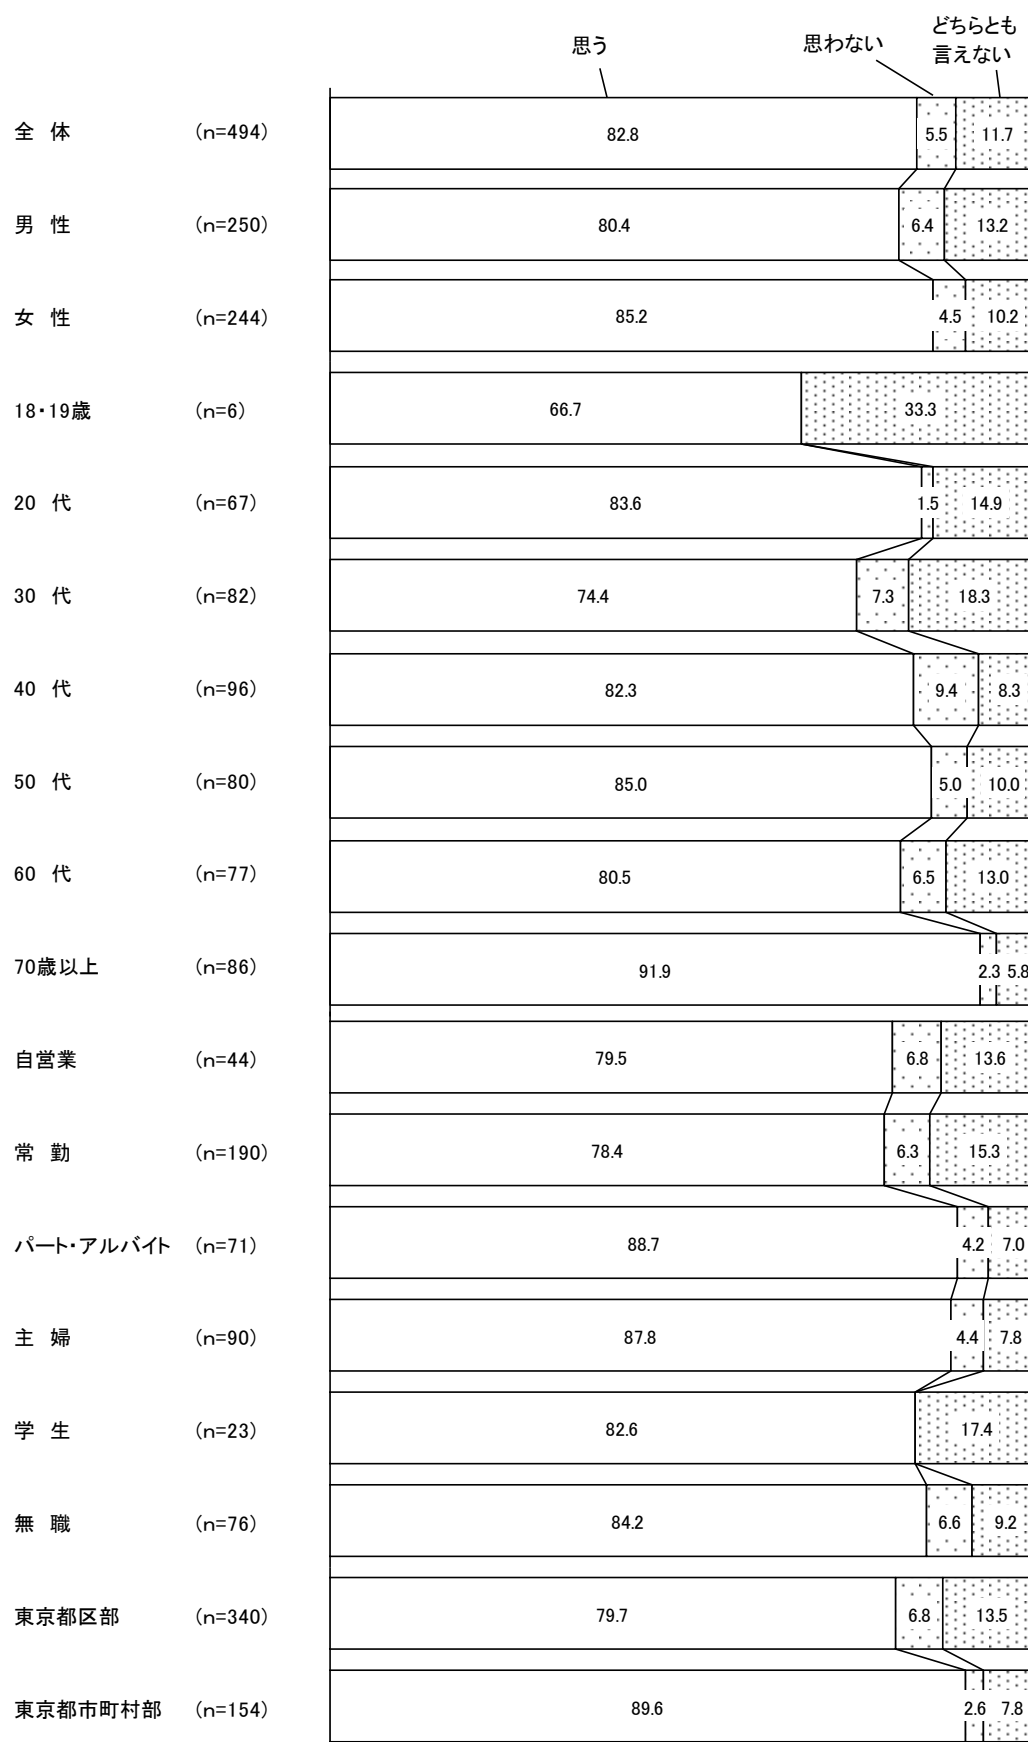 思う 思わない どちらとも
言えない
全 体 (n=494) 82.8 5.5 11.7
男 性 (n=250) 80.4 6.4 13.2
女 性 (n=244) 85.2 4.5 10.2
18・19歳 (n=6) 66.7 33.3
20 代 (n=67) 83.6 1.5 14.9
30 代 (n=82) 74.4 7.3 18.3
40 代 (n=96) 82.3 9.4 8.3
50 代 (n=80) 85.0 5.0 10.0
60 代 (n=77) 80.5 6.5 13.0
70歳以上 (n=86) 91.9 2.3 5.8
自営業 (n=44) 79.5 6.8 13.6
常 勤 (n=190) 78.4 6.3 15.3
パート・アルバイト (n=71) 88.7 4.2 7.0
主 婦 (n=90) 87.8 4.4 7.8
学 生 (n=23) 82.6 17.4
無 職 (n=76) 84.2 6.6 9.2
東京都区部 (n=340) 79.7 6.8 13.5
東京都市町村部 (n=154) 89.6 2.6 7.8